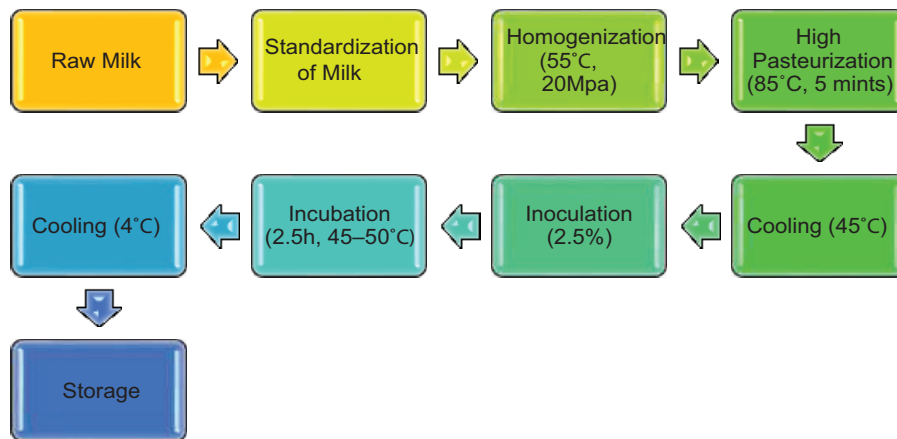 Raw Milk
Standardization
of Milk
Homogenization
(55˚C,
20Mpa)
High
Pasteurization
(85˚C, 5 mints)
Cooling (45˚C)
Inoculation
(2.5%)
Incubation
(2.5h, 45–50˚C)
Cooling (4˚C)
Storage